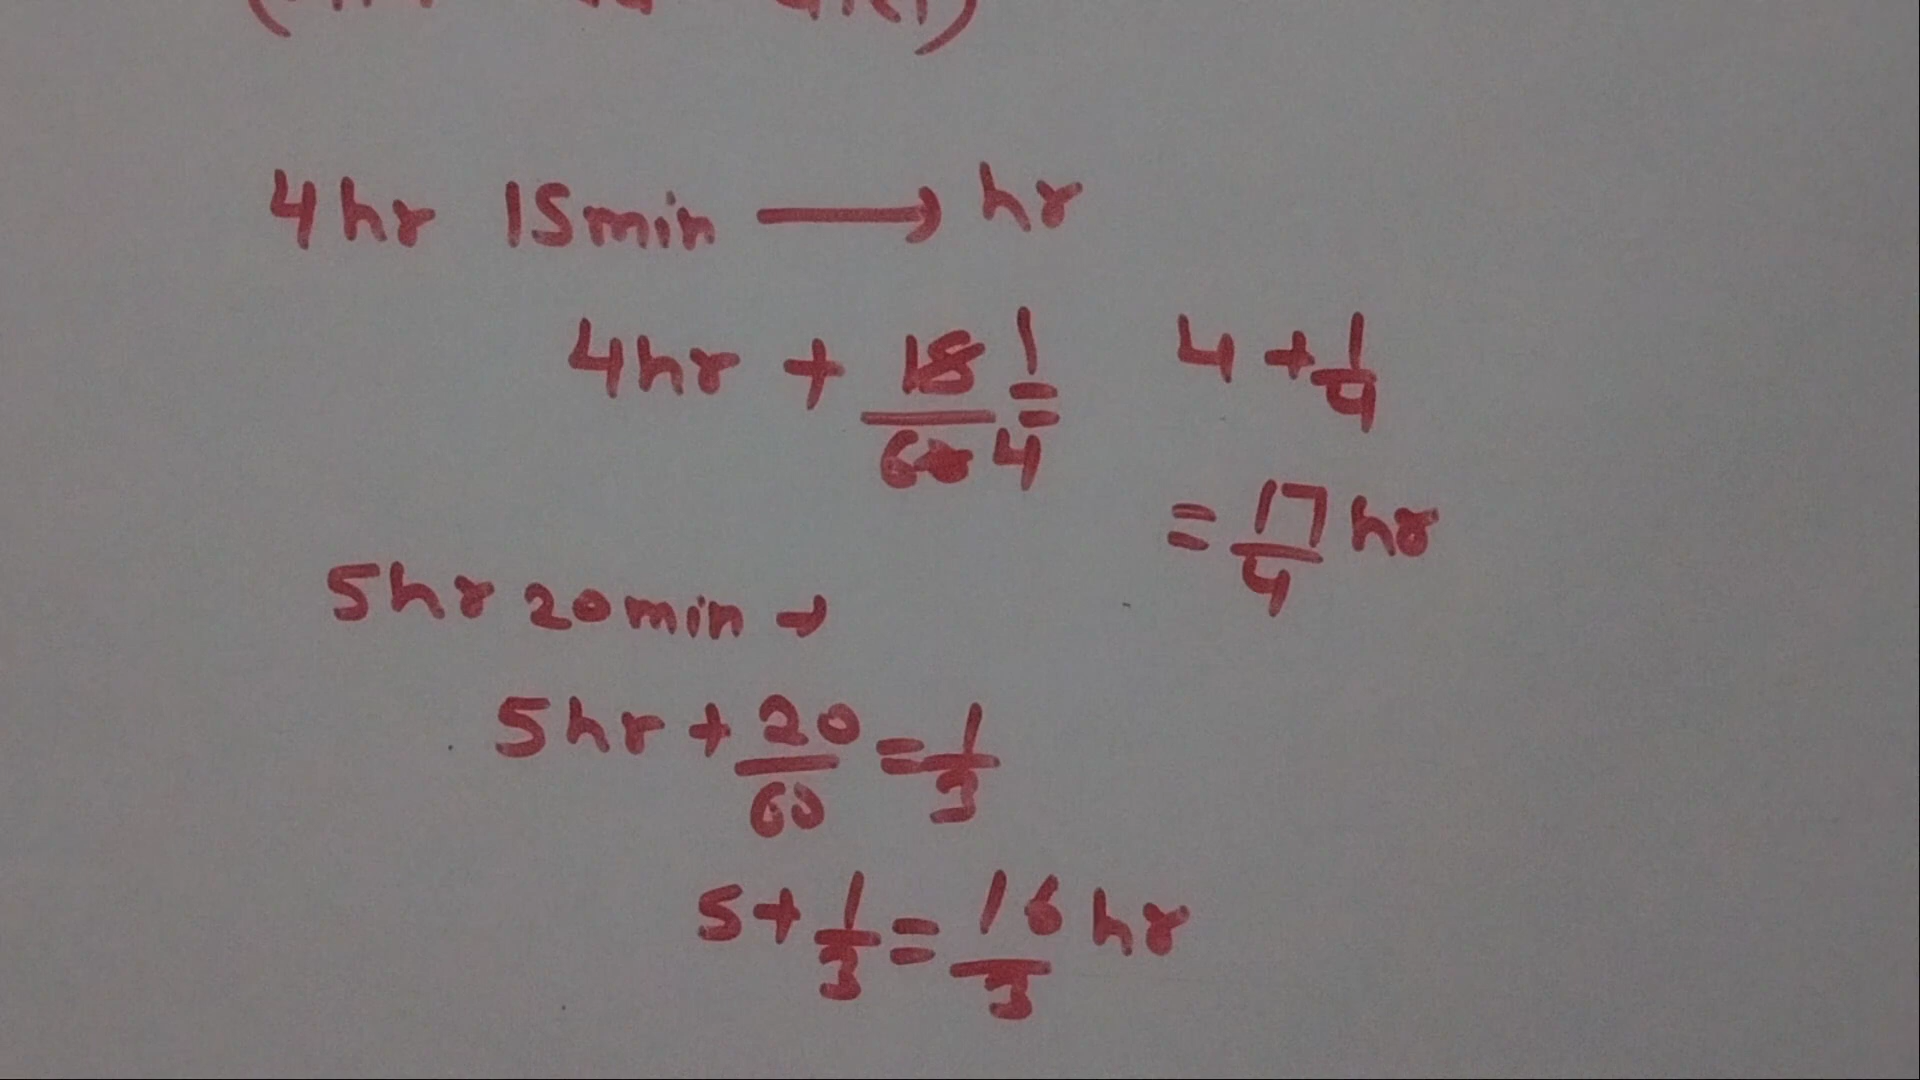 4hr 15min → hr
4hr + 15/60 = 1/4
4 + 1/4
= 17/4 hr
5hr 20min →
5hr + 20/60 = 1/3
5 + 1/3 = 16/3 hr